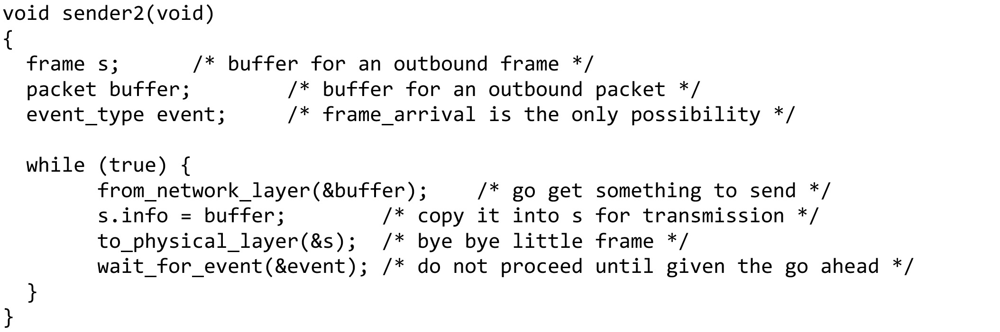 void sender2(void)
{
  frame s;      /* buffer for an outbound frame */
  packet buffer;        /* buffer for an outbound packet */
  event_type event;     /* frame_arrival is the only possibility */

  while (true) {
        from_network_layer(&buffer);    /* go get something to send */
        s.info = buffer;        /* copy it into s for transmission */
        to_physical_layer(&s);  /* bye bye little frame */
        wait_for_event(&event); /* do not proceed until given the go ahead */
  }
}